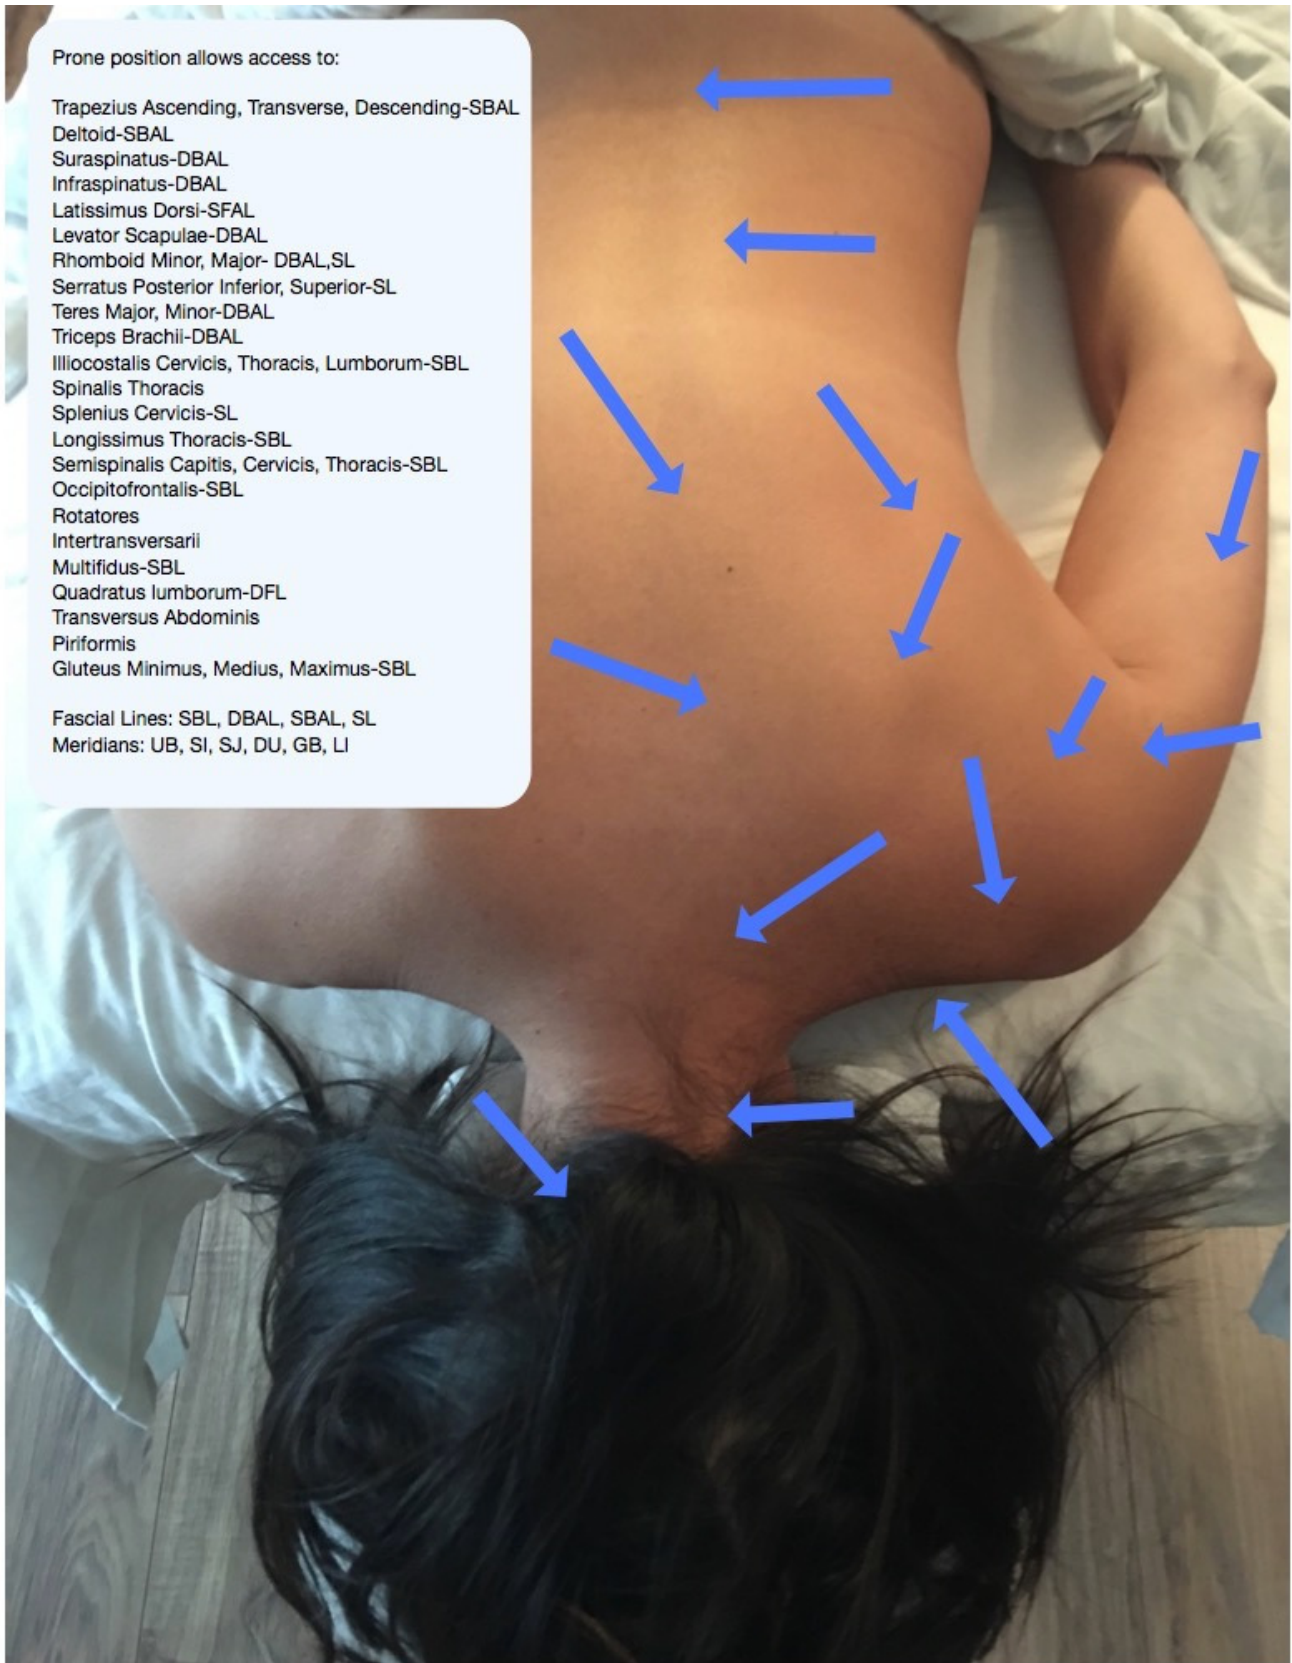 Prone position allows access to:
Trapezius Ascending, Transverse, Descending-SBAL
Deltoid-SBAL
Suraspinatus-DBAL
Infraspinatus-DBAL
Latissimus Dorsi-SFAL
Levator Scapulae-DBAL
Rhomboid Minor, Major- DBAL,SL
Serratus Posterior Inferior, Superior-SL
Teres Major, Minor-DBAL
Triceps Brachii-DBAL
Illiocostalis Cervicis, Thoracis, Lumborum-SBL
Spinalis Thoracis
Splenius Cervicis-SL
Longissimus Thoracis-SBL
Semispinalis Capitis, Cervicis, Thoracis-SBL
Occipitofrontalis-SBL
Rotatores
Intertransversarii
Multifidus-SBL
Quadratus lumborum-DFL
Transversus Abdominis
Piriformis
Gluteus Minimus, Medius, Maximus-SBL
Fascial Lines: SBL, DBAL, SBAL, SL
Meridians: UB, SI, SJ, DU, GB, LI